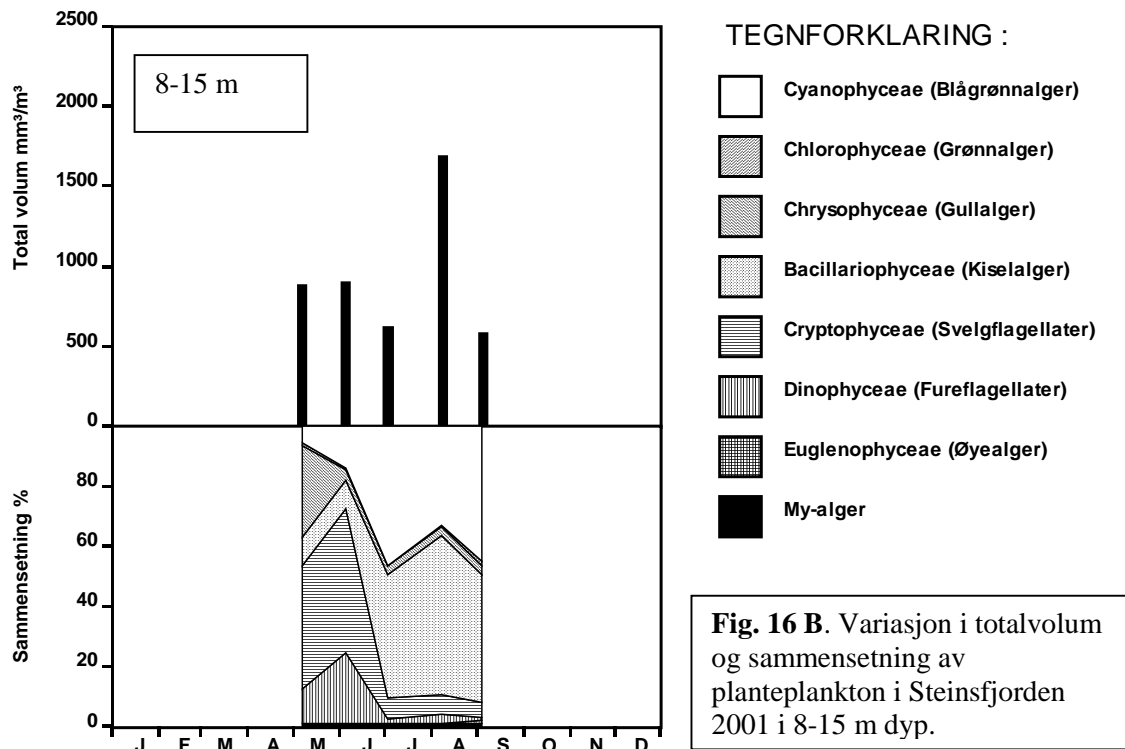 2500
2000
1500
1000
500
0
Total volum mm³/m³
8-15 m
80
60
40
20
0
Sammensetning %
J F M A M J J A S O N D
TEGNFORKLARING :
Cyanophyceae (Blågrønnalger)
Chlorophyceae (Grønnalger)
Chrysophyceae (Gullalger)
Bacillariophyceae (Kiselalger)
Cryptophyceae (Svelgflagellater)
Dinophyceae (Fureflagellater)
Euglenophyceae (Øyealger)
My-alger
Fig. 16 B. Variasjon i totalvolum
og sammensetning av
planteplankton i Steinsfjorden
2001 i 8-15 m dyp.